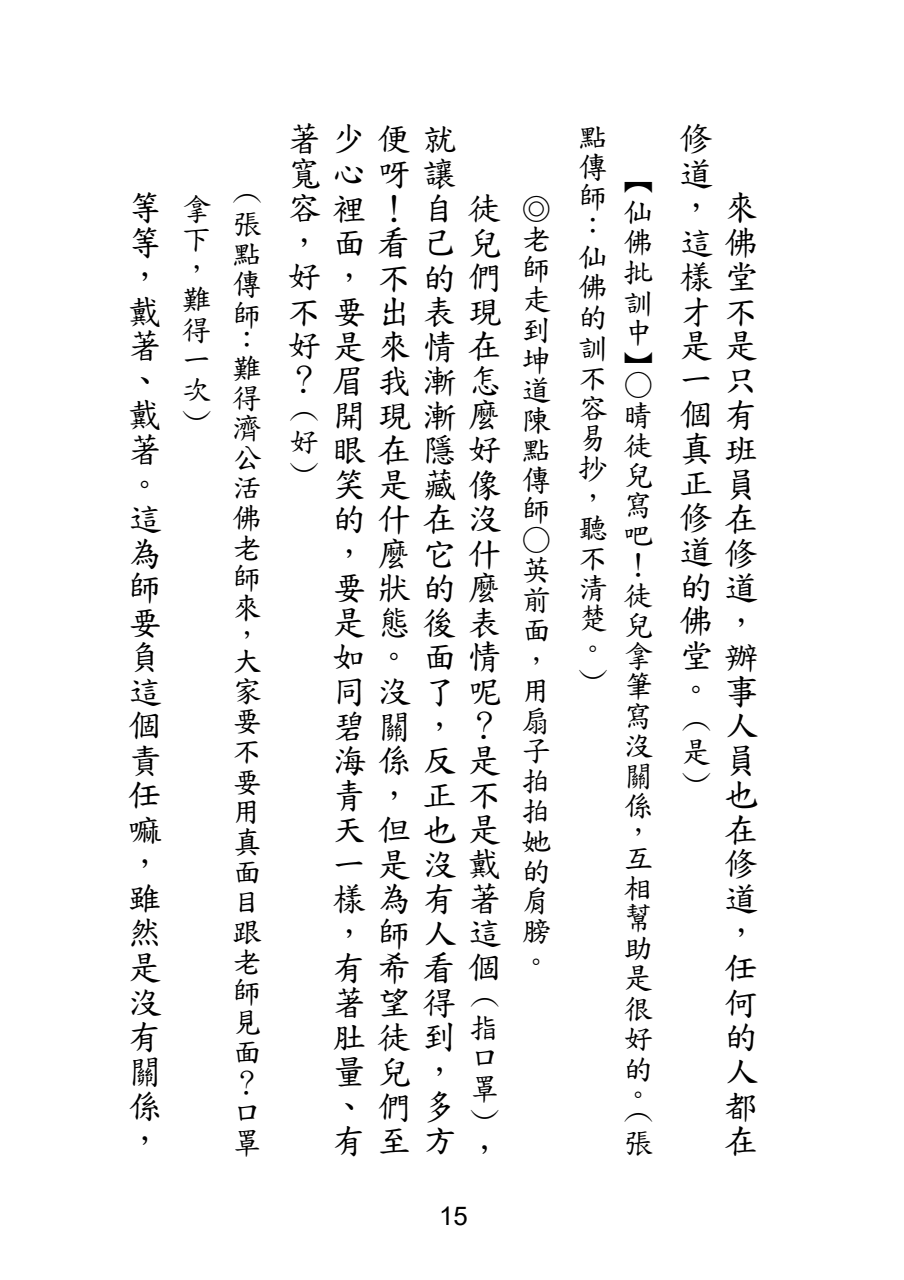 來佛堂不是只有班員在修道，辦事人員也在修道，任何的人都在
修道，這樣才是一個真正修道的佛堂。（是）
【仙佛批訓中】○晴徒兒寫吧！徒兒拿筆寫沒關係，互相幫助是很好的。（張
點傳師：仙佛的訓不容易抄，聽不清楚。）
◎老師走到坤道陳點傳師○英前面，用扇子拍拍她的肩膀。
徒兒們現在怎麼好像沒什麼表情呢？是不是戴著這個（指口罩），
就讓自己的表情漸漸隱藏在它的後面了，反正也沒有人看得到，多方
便呀！看不出來我現在是什麼狀態。沒關係，但是為師希望徒兒們至
少心裡面，要是眉開眼笑的，要是如同碧海青天一樣，有著肚量、有
著寬容，好不好？（好）
（張點傳師：難得濟公活佛老師來，大家要不要用真面目跟老師見面？口罩
拿下，難得一次）
等等，戴著、戴著。這為師要負這個責任嘛，雖然是沒有關係，
15